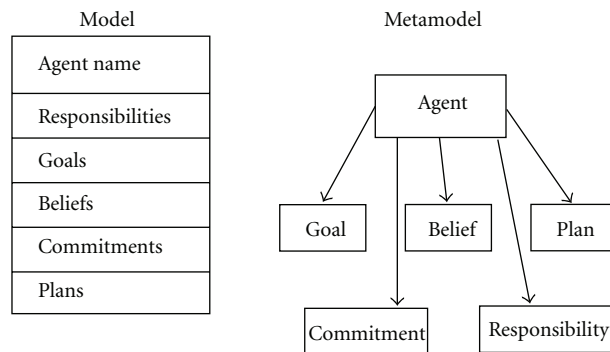 Model
Agent name
Responsibilities
Goals
Beliefs
Commitments
Plans
Metamodel
Agent
Goal
Belief
Plan
Commitment
Responsibility